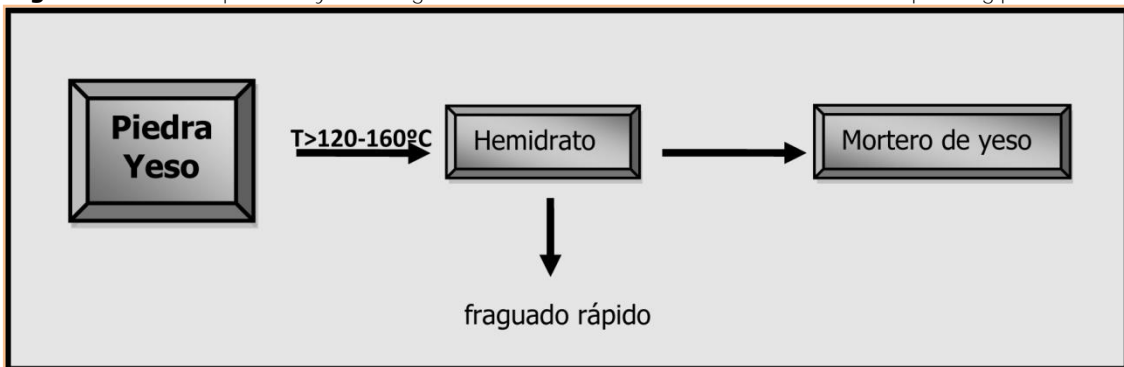 Piedra
Yeso
T>120-160ºC
Hemidrato
Mortero de yeso
fraguado rápido